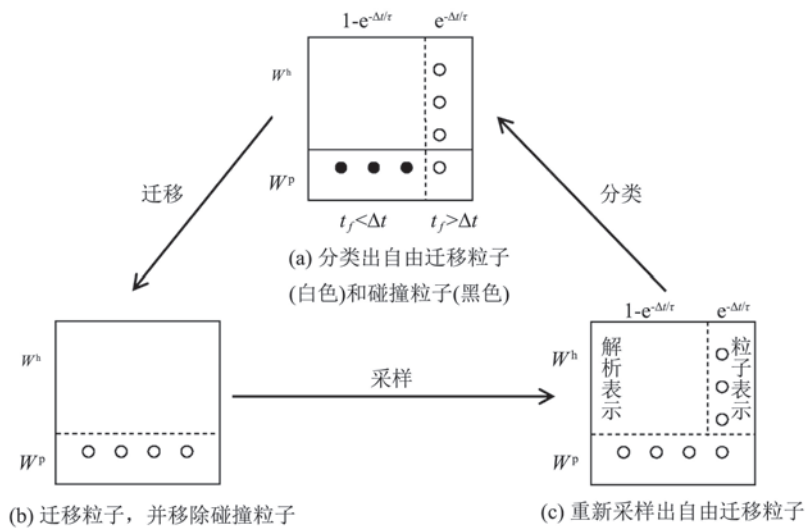 1-e^{-Δt/τ} e^{-Δt/τ}
W^h
W^p
t_f<Δt t_f>Δt
(a) 分类出自由迁移粒子
(白色)和碰撞粒子(黑色)
迁移
分类
W^h
W^p
(b) 迁移粒子，并移除碰撞粒子
采样
1-e^{-Δt/τ} e^{-Δt/τ}
W^h
解析表示
粒子表示
W^p
(c) 重新采样出自由迁移粒子